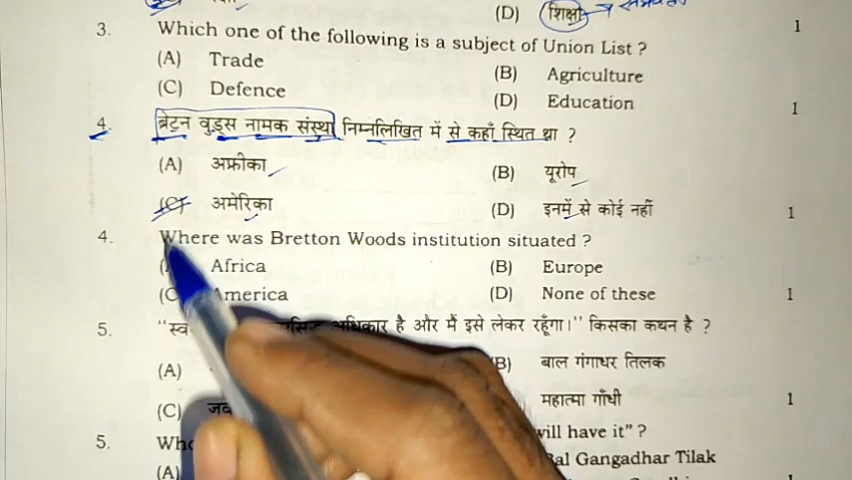 (D) शिक्षा
3. Which one of the following is a subject of Union List ? 1
(A) Trade
(B) Agriculture
(C) Defence
(D) Education 1
4. ब्रेटन वुड्स नामक संस्था निम्नलिखित में से कहाँ स्थित था ?
(A) अफ्रीका
(B) यूरोप
(C) अमेरिका
(D) इनमें से कोई नहीं 1
4. Where was Bretton Woods institution situated ?
Africa
(B) Europe
(C) America
(D) None of these 1
5. अधिकार है और मैं इसे लेकर रहूँगा।" किसका कथन है ?
(A)
(B) बाल गंगाधर तिलक
(C)
महात्मा गाँधी 1
5. will have it" ?
(A)
Bal Gangadhar Tilak